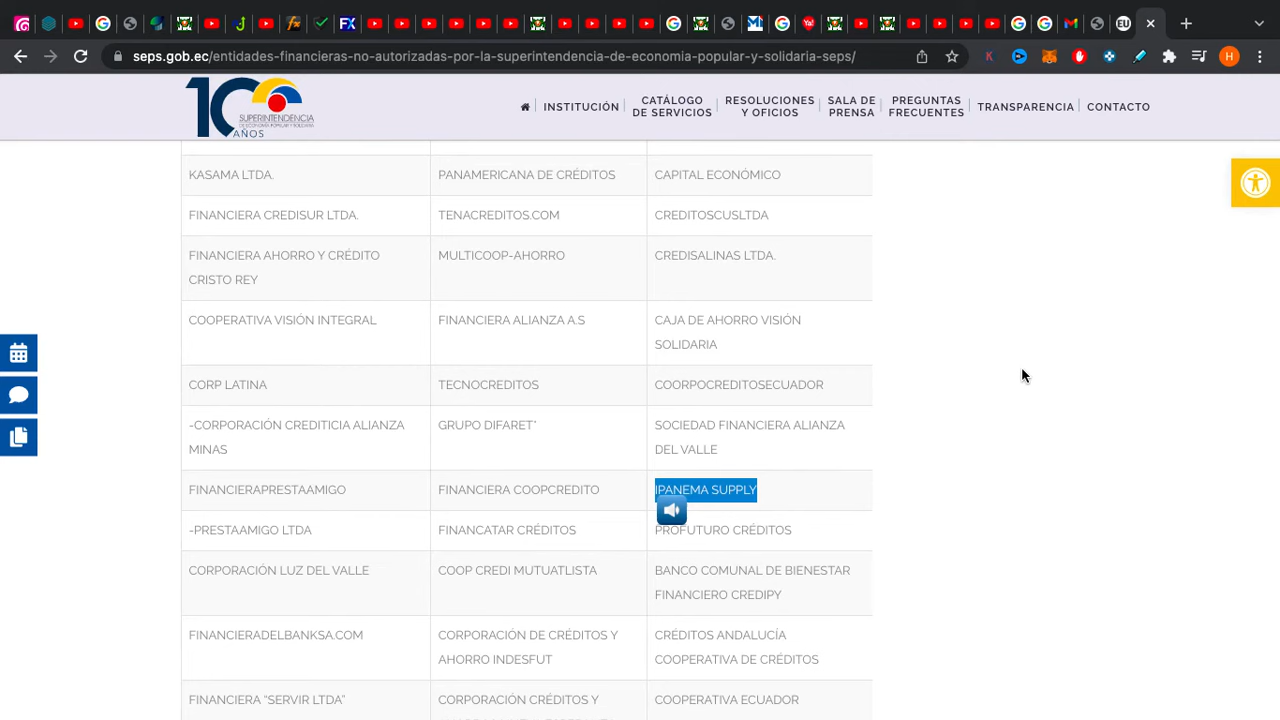 seps.gob.ec/entidades-financieras-no-autorizadas-por-la-superintendencia-de-economia-popular-y-solidaria-seps/
10 AÑOS
SUPERINTENDENCIA
DE ECONOMÍA POPULAR Y SOLIDARIA
INSTITUCIÓN
CATÁLOGO
DE SERVICIOS
RESOLUCIONES
Y OFICIOS
SALA DE
PRENSA
PREGUNTAS
FRECUENTES
TRANSPARENCIA
CONTACTO
KASAMA LTDA.
PANAMERICANA DE CRÉDITOS
CAPITAL ECONÓMICO
FINANCIERA CREDISUR LTDA.
TENACREDITOS.COM
CREDITOSCUSLTDA
FINANCIERA AHORRO Y CRÉDITO
CRISTO REY
MULTICOOP-AHORRO
CREDISALINAS LTDA.
COOPERATIVA VISIÓN INTEGRAL
FINANCIERA ALIANZA A.S
CAJA DE AHORRO VISIÓN
SOLIDARIA
CORP LATINA
TECNOCREDITOS
COORPOCREDITOSECUADOR
-CORPORACIÓN CREDITICIA ALIANZA
MINAS
GRUPO DIFARET*
SOCIEDAD FINANCIERA ALIANZA
DEL VALLE
FINANCIERAPRESTAAMIGO
FINANCIERA COOPCREDITO
IPANEMA SUPPLY
-PRESTAAMIGO LTDA
FINANCATAR CRÉDITOS
PROFUTURO CRÉDITOS
CORPORACIÓN LUZ DEL VALLE
COOP CREDI MUTUATLISTA
BANCO COMUNAL DE BIENESTAR
FINANCIERO CREDIPY
FINANCIERADELBANKSA.COM
CORPORACIÓN DE CRÉDITOS Y
AHORRO INDESFUT
CRÉDITOS ANDALUCÍA
COOPERATIVA DE CRÉDITOS
FINANCIERA "SERVIR LTDA"
CORPORACIÓN CRÉDITOS Y
COOPERATIVA ECUADOR